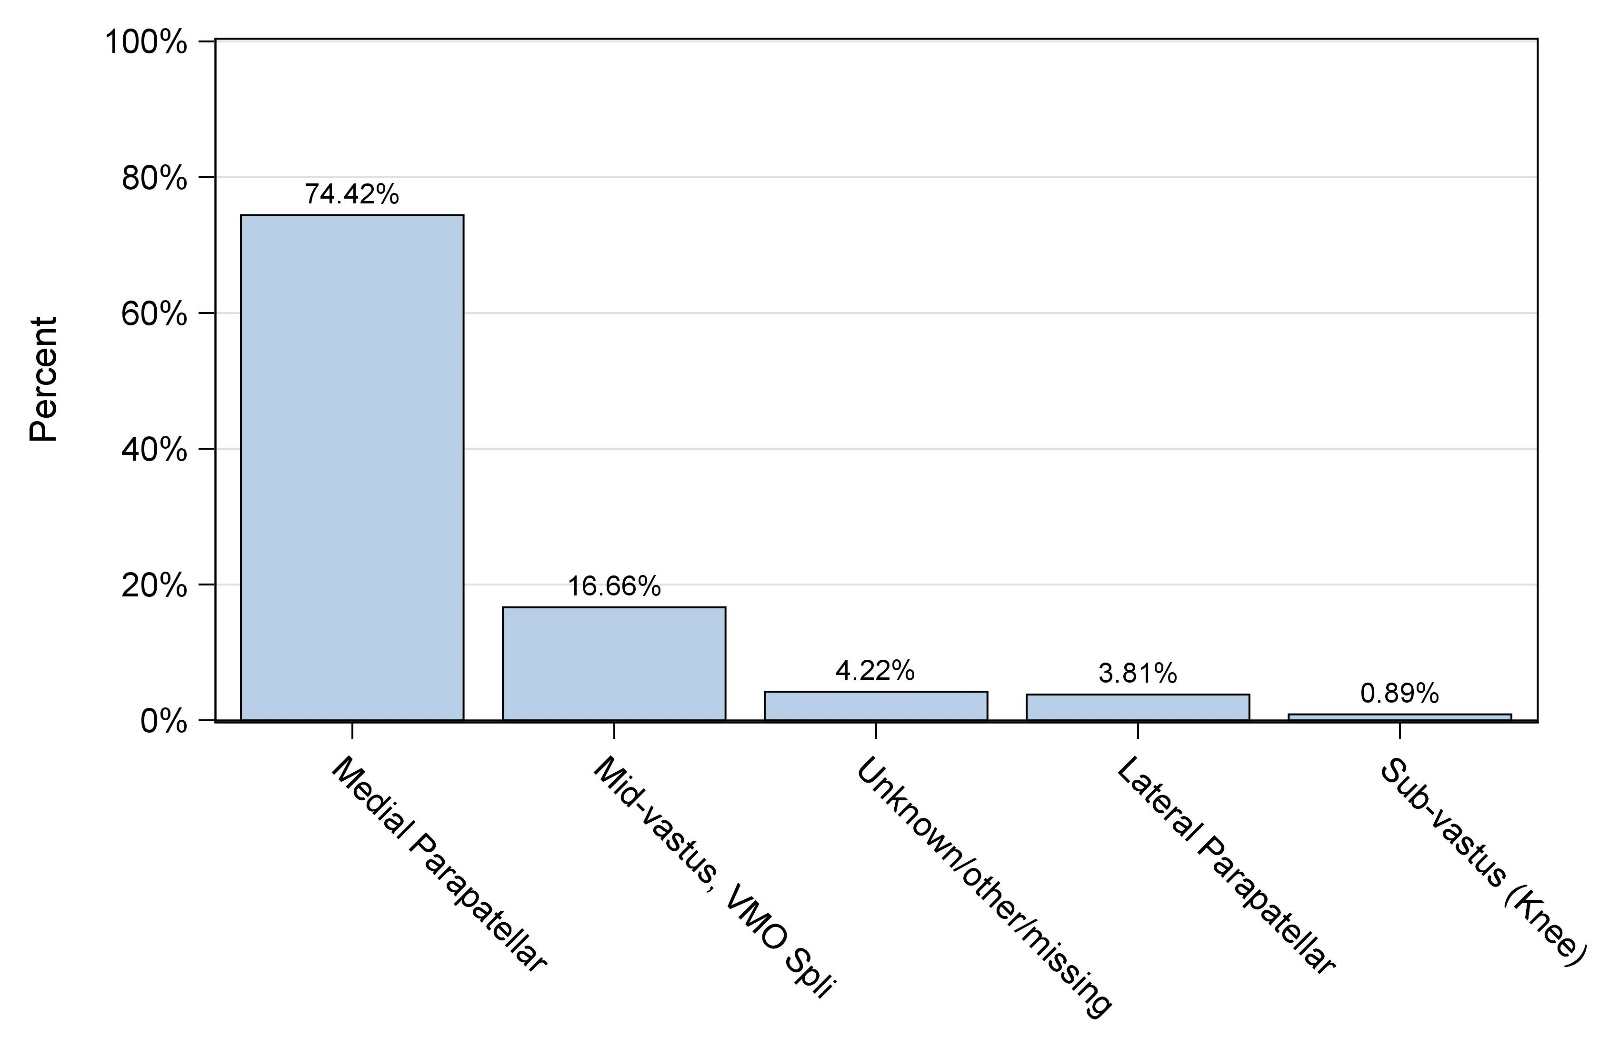 100%
80%
60%
40%
20%
0%
Percent
74.42%
16.66%
4.22%
3.81%
0.89%
Medial Parapatellar
Mid-vastus, VMO Spli
Unknown/other/missing
Lateral Parapatellar
Sub-vastus (Knee)